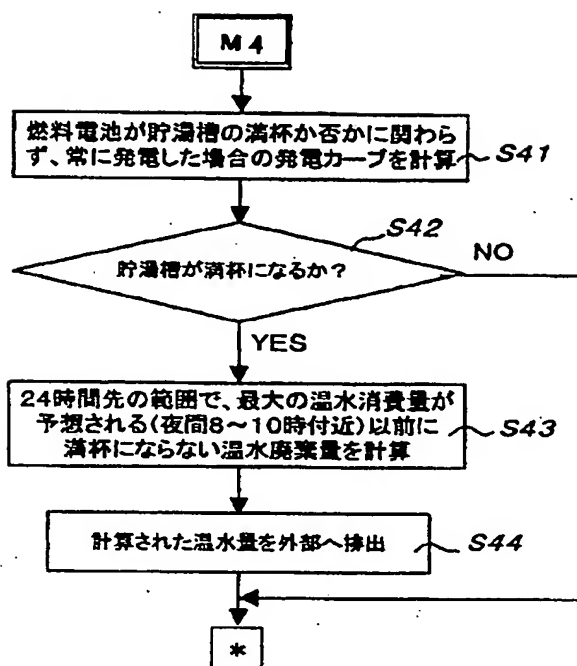 M4
燃料電池が貯湯槽の満杯か否かに関わら
ず、常に発電した場合の発電カーブを計算
S41
S42
貯湯槽が満杯になるか？
NO
YES
24時間先の範囲で、最大の温水消費量が
予想される(夜間8～10時付近)以前に
満杯にならない温水廃棄量を計算
S43
計算された温水量を外部へ排出
S44
*